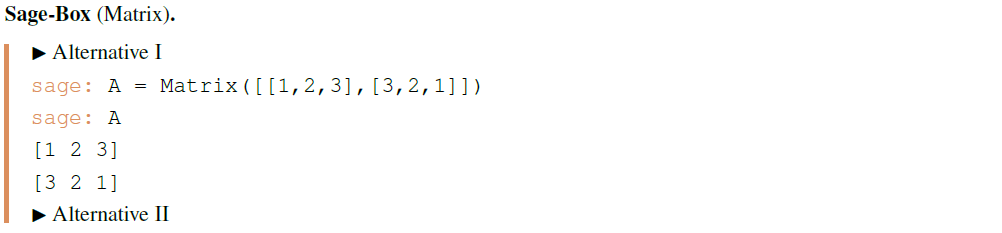 Sage-Box (Matrix).
▶ Alternative I
sage: A = Matrix([[1,2,3],[3,2,1]])
sage: A
[1 2 3]
[3 2 1]
▶ Alternative II